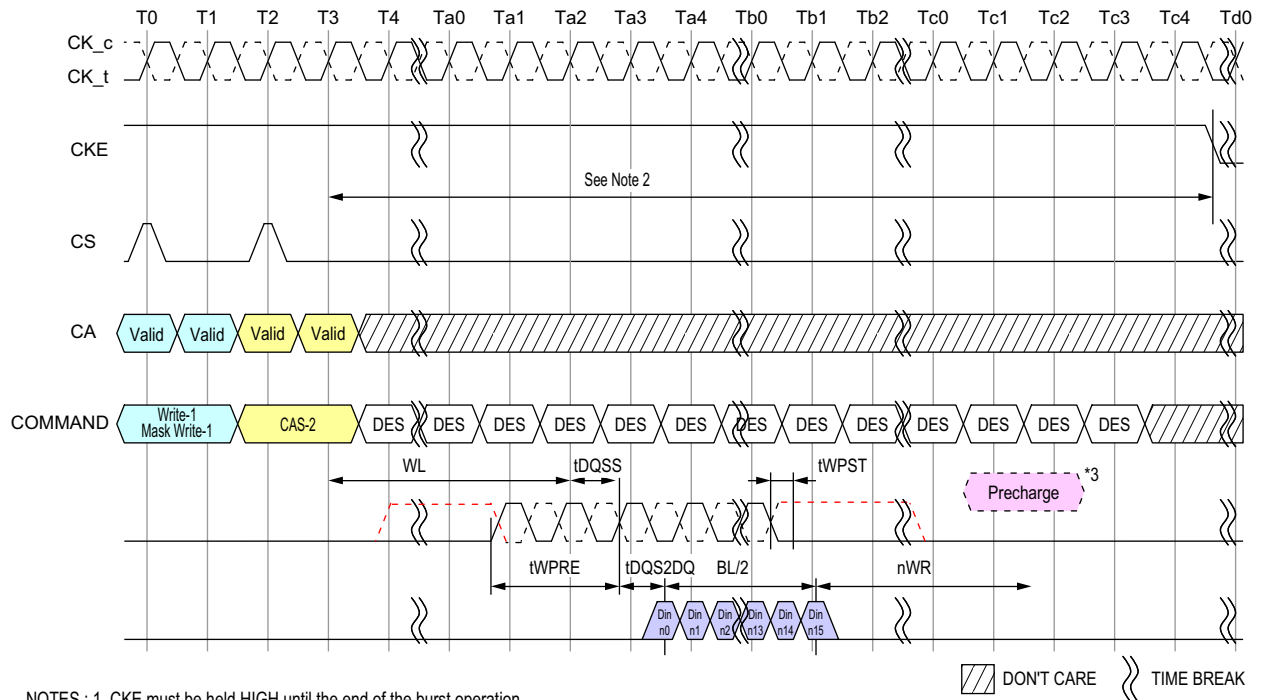 T0 T1 T2 T3 T4 Ta0 Ta1 Ta2 Ta3 Ta4 Tb0 Tb1 Tb2 Tc0 Tc1 Tc2 Tc3 Tc4 Td0
CK_c
CK_t
CKE
See Note 2
CS
CA Valid Valid Valid Valid
COMMAND Write-1 Mask Write-1 CAS-2 DES DES DES DES DES DES DES DES DES DES DES DES DES
WL tDQSS tWPST
Precharge *3
tWPRE tDQS2DQ BL/2 nWR
Din n0 Din n1 Din n2 Din n13 Din n14 Din n15
DON'T CARE TIME BREAK
NOTES : 1. CKE must be held HIGH until the end of the burst operation.